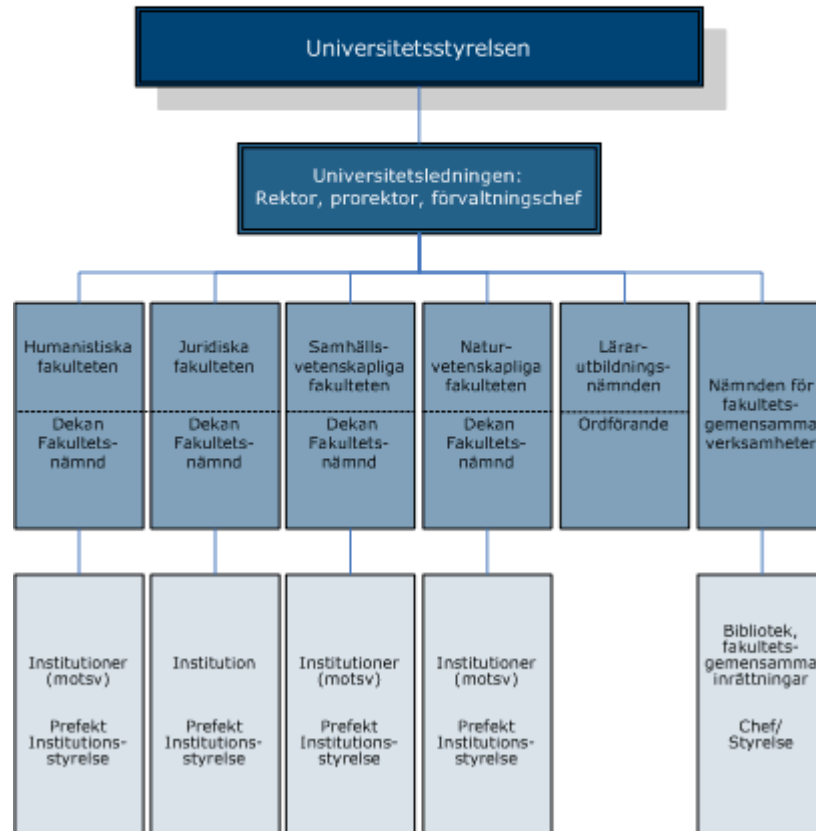 Universitetsstyrelsen
Universitetsledningen:
Rektor, prorektor, förvaltningschef
Humanistiska
fakulteten
Dekan
Fakultets-
nämnd
Juridiska
fakulteten
Dekan
Fakultets-
nämnd
Samhälls-
vetenskapliga
fakulteten
Dekan
Fakultets-
nämnd
Natur-
vetenskapliga
fakulteten
Dekan
Fakultets-
nämnd
Lärar-
utbildnings-
nämnden
Ordförande
Nämnden för
fakultets-
gemensamma
verksamheter
Institutioner
(motsv)
Prefekt
Institutions-
styrelse
Institution
Prefekt
Institutions-
styrelse
Institutioner
(motsv)
Prefekt
Institutions-
styrelse
Institutioner
(motsv)
Prefekt
Institutions-
styrelse
Bibliotek,
fakultets-
gemensamma
inrättningar
Chef/
Styrelse